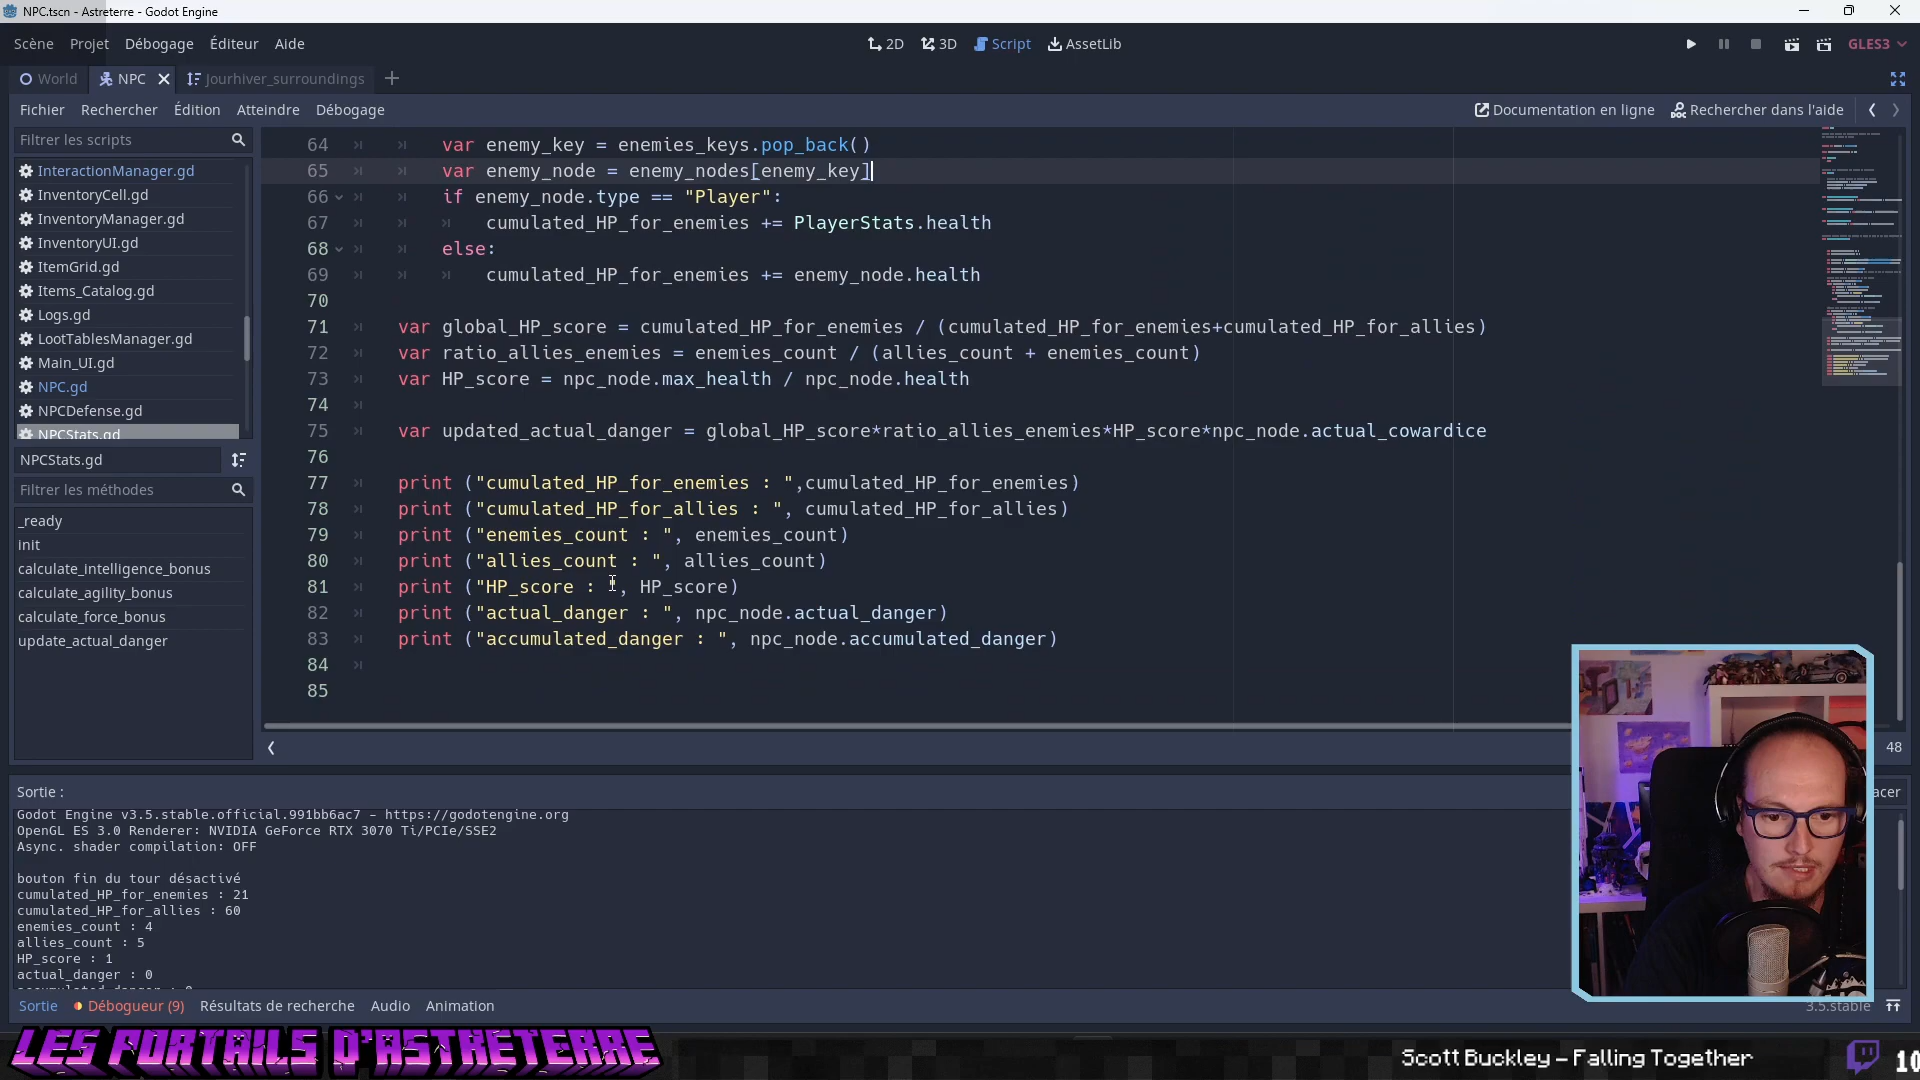 NPC.tscn - Astreterre - Godot Engine
Scène Projet Débogage Éditeur Aide
2D 3D Script AssetLib
GLES3
World NPC Jourhiver_surroundings
Fichier Rechercher Édition Atteindre Débogage
Documentation en ligne Rechercher dans l'aide
Filtrer les scripts
InteractionManager.gd
InventoryCell.gd
InventoryManager.gd
InventoryUI.gd
ItemGrid.gd
Items_Catalog.gd
Logs.gd
LootTablesManager.gd
Main_UI.gd
NPC.gd
NPCDefense.gd
NPCStats.gd
NPCStats.gd
Filtrer les méthodes
_ready
init
calculate_intelligence_bonus
calculate_agility_bonus
calculate_force_bonus
update_actual_danger
64 var enemy_key = enemies_keys.pop_back()
65 var enemy_node = enemy_nodes[enemy_key]
66 if enemy_node.type == "Player":
67 cumulated_HP_for_enemies += PlayerStats.health
68 else:
69 cumulated_HP_for_enemies += enemy_node.health
70
71 var global_HP_score = cumulated_HP_for_enemies / (cumulated_HP_for_enemies+cumulated_HP_for_allies)
72 var ratio_allies_enemies = enemies_count / (allies_count + enemies_count)
73 var HP_score = npc_node.max_health / npc_node.health
74
75 var updated_actual_danger = global_HP_score*ratio_allies_enemies*HP_score*npc_node.actual_cowardice
76
77 print ("cumulated_HP_for_enemies : ",cumulated_HP_for_enemies)
78 print ("cumulated_HP_for_allies : ", cumulated_HP_for_allies)
79 print ("enemies_count : ", enemies_count)
80 print ("allies_count : ", allies_count)
81 print ("HP_score : ", HP_score)
82 print ("actual_danger : ", npc_node.actual_danger)
83 print ("accumulated_danger : ", npc_node.accumulated_danger)
84
85
48
Sortie :
acer
Godot Engine v3.5.stable.official.991bb6ac7 - https://godotengine.org
OpenGL ES 3.0 Renderer: NVIDIA GeForce RTX 3070 Ti/PCIe/SSE2
Async. shader compilation: OFF
bouton fin du tour désactivé
cumulated_HP_for_enemies : 21
cumulated_HP_for_allies : 60
enemies_count : 4
allies_count : 5
HP_score : 1
actual_danger : 0
Sortie Débogueur (9) Résultats de recherche Audio Animation
3.5.stable
LES PORTAILS D'ASTRETERRE
Scott Buckley – Falling Together
10